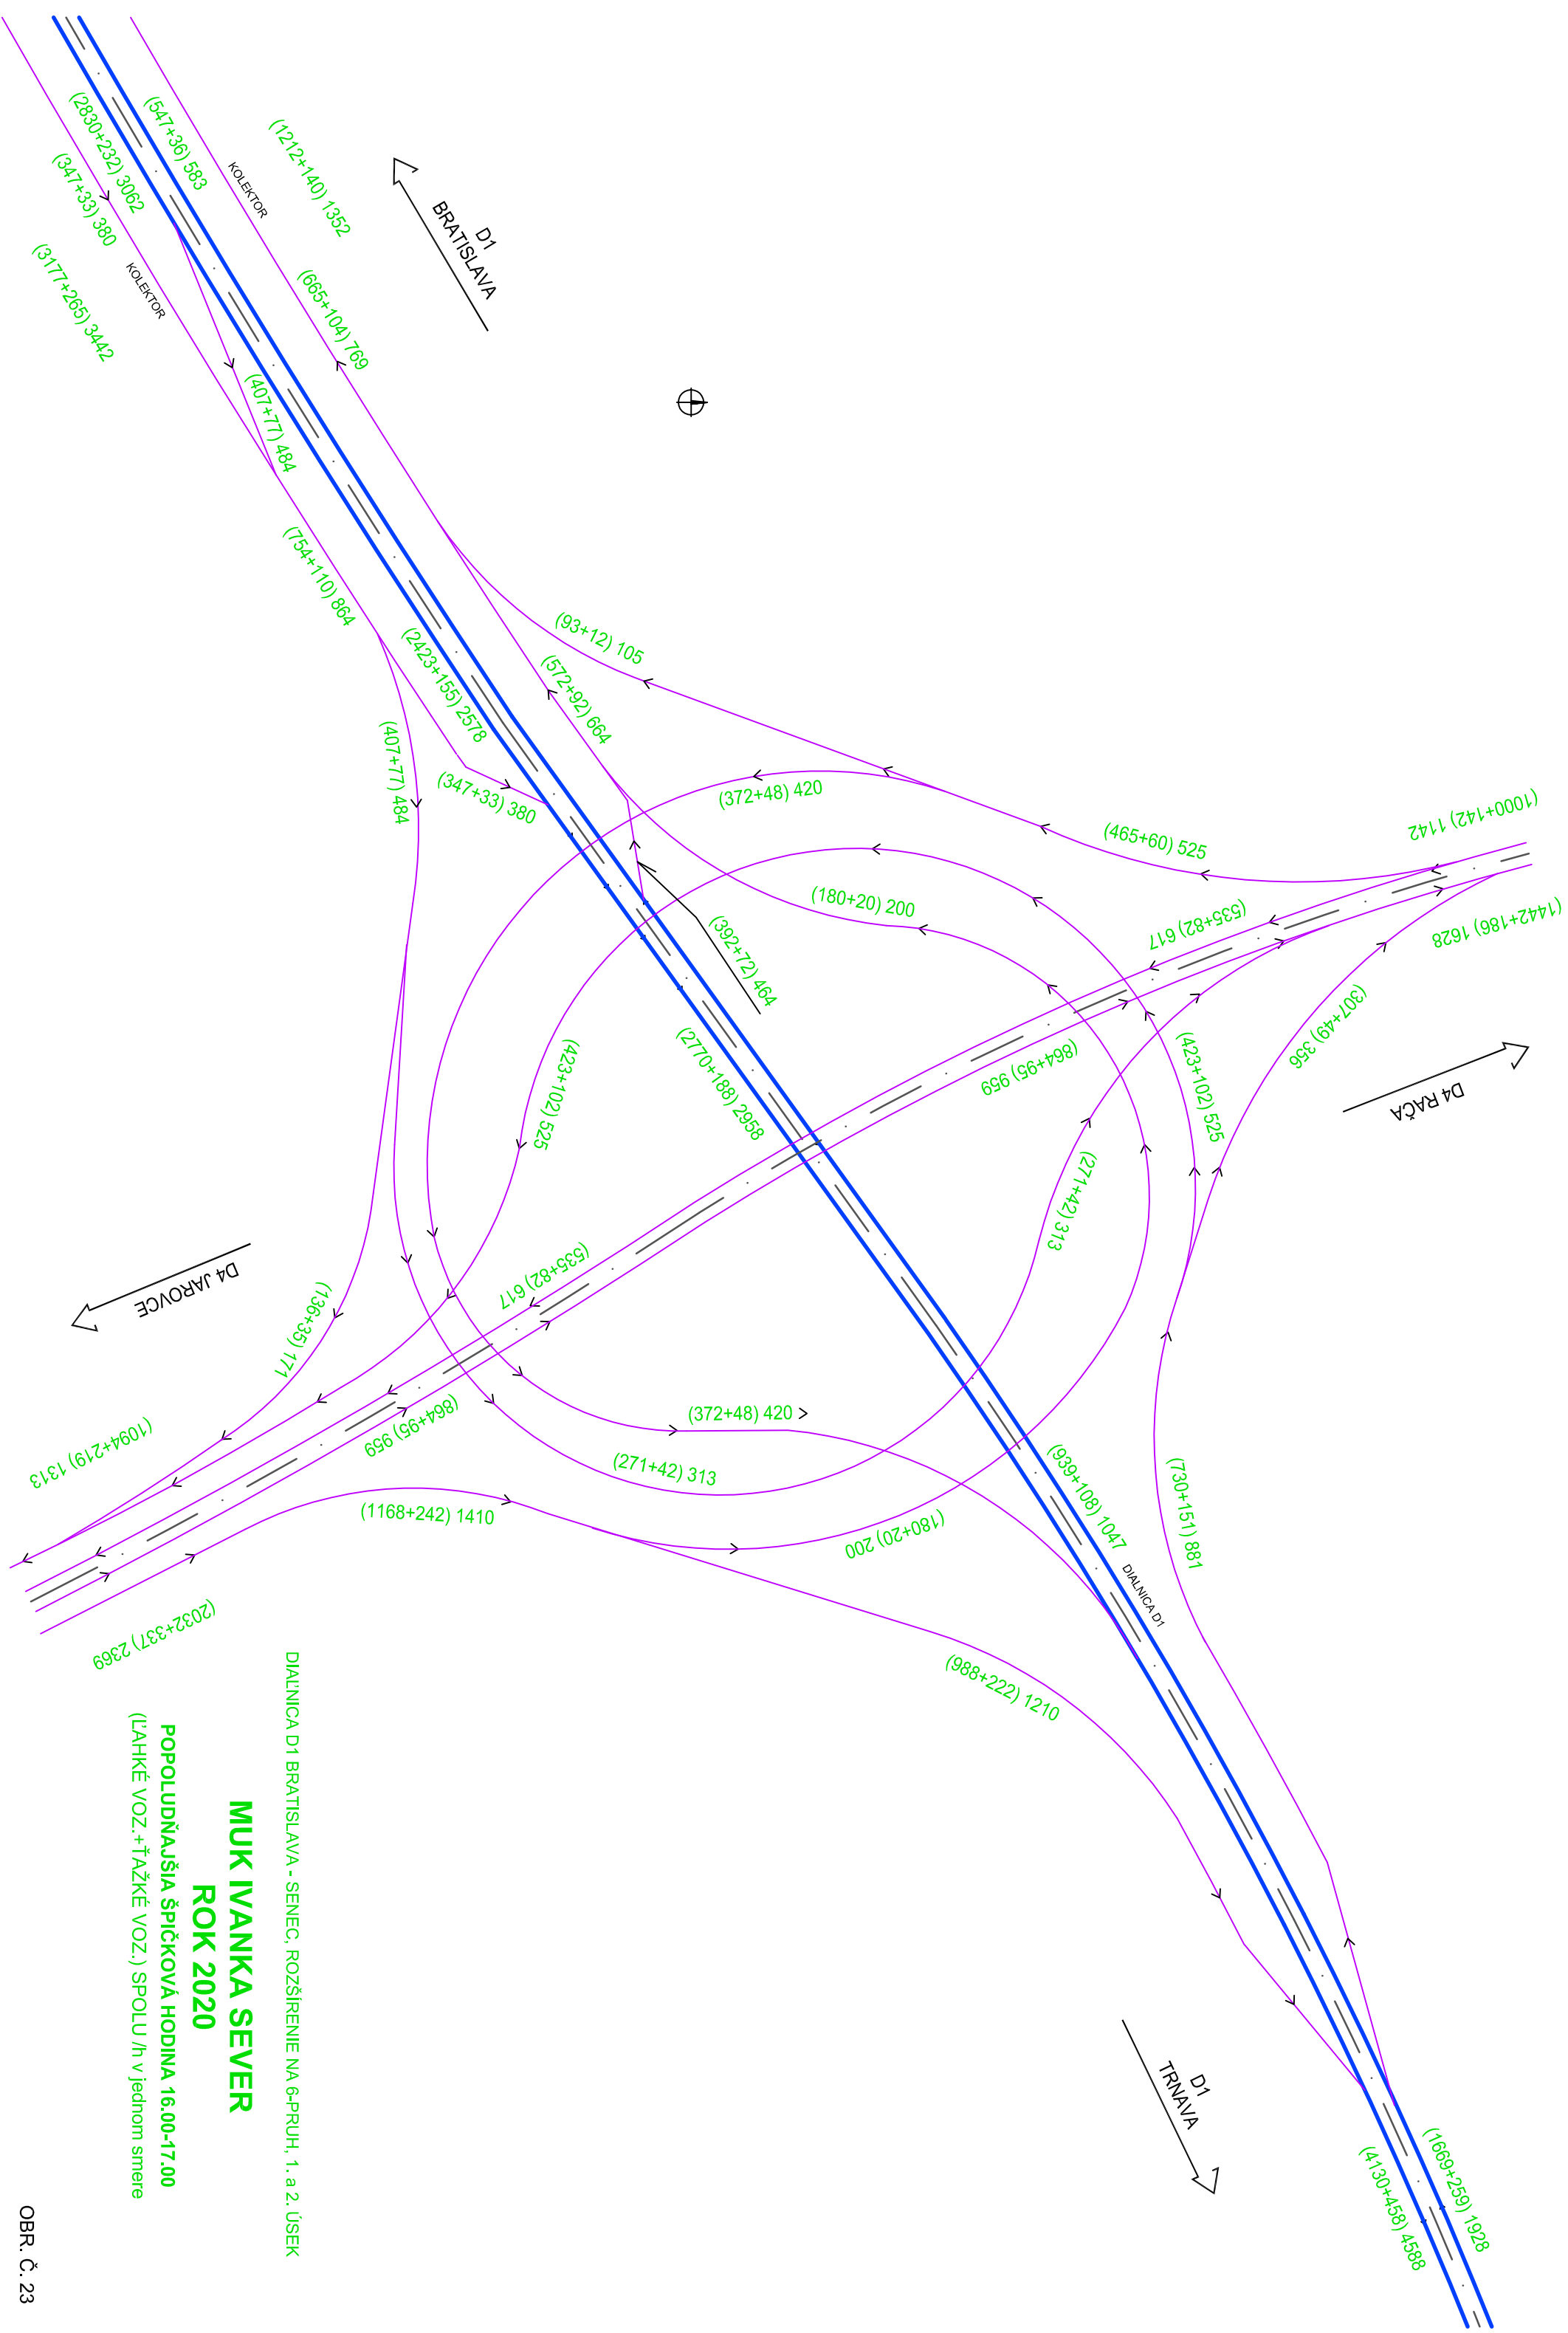 (547+36) 583
(2830+232) 3062
(347+33) 380
(3177+265) 3442
KOLEKTOR
KOLEKTOR
(1212+140) 1352
D1
BRATISLAVA
(665+104) 769
(407+77) 484
(754+110) 864
(2423+155) 2578
(93+12) 105
(572+92) 664
(407+77) 484
(347+33) 380
(372+48) 420
(465+60) 525
(1000+142) 1142
(1442+186) 1628
(535+82) 617
(180+20) 200
(392+72) 464
(2770+188) 2958
(423+102) 525
(864+95) 959
(423+102) 525
(307+49) 356
D4 RAČA
(271+42) 313
D4 JAROVCE
(136+35) 171
(535+82) 617
(864+95) 959
(1094+219) 1313
(372+48) 420
(271+42) 313
(1168+242) 1410
(180+20) 200
(939+108) 1047
DIALNICA D1
(730+151) 881
(2032+337) 2369
(988+222) 1210
D1
TRNAVA
(1669+259) 1928
(4130+458) 4588
DIAĽNICA D1 BRATISLAVA - SENEC, ROZŠÍRENIE NA 6-PRUH, 1. a 2. ÚSEK
MUK IVANKA SEVER
ROK 2020
POPOLUDŇAJŠIA ŠPIČKOVÁ HODINA 16.00-17.00
(ĽAHKÉ VOZ.+ŤAŽKÉ VOZ.) SPOLU /h v jednom smere
OBR. Č. 23